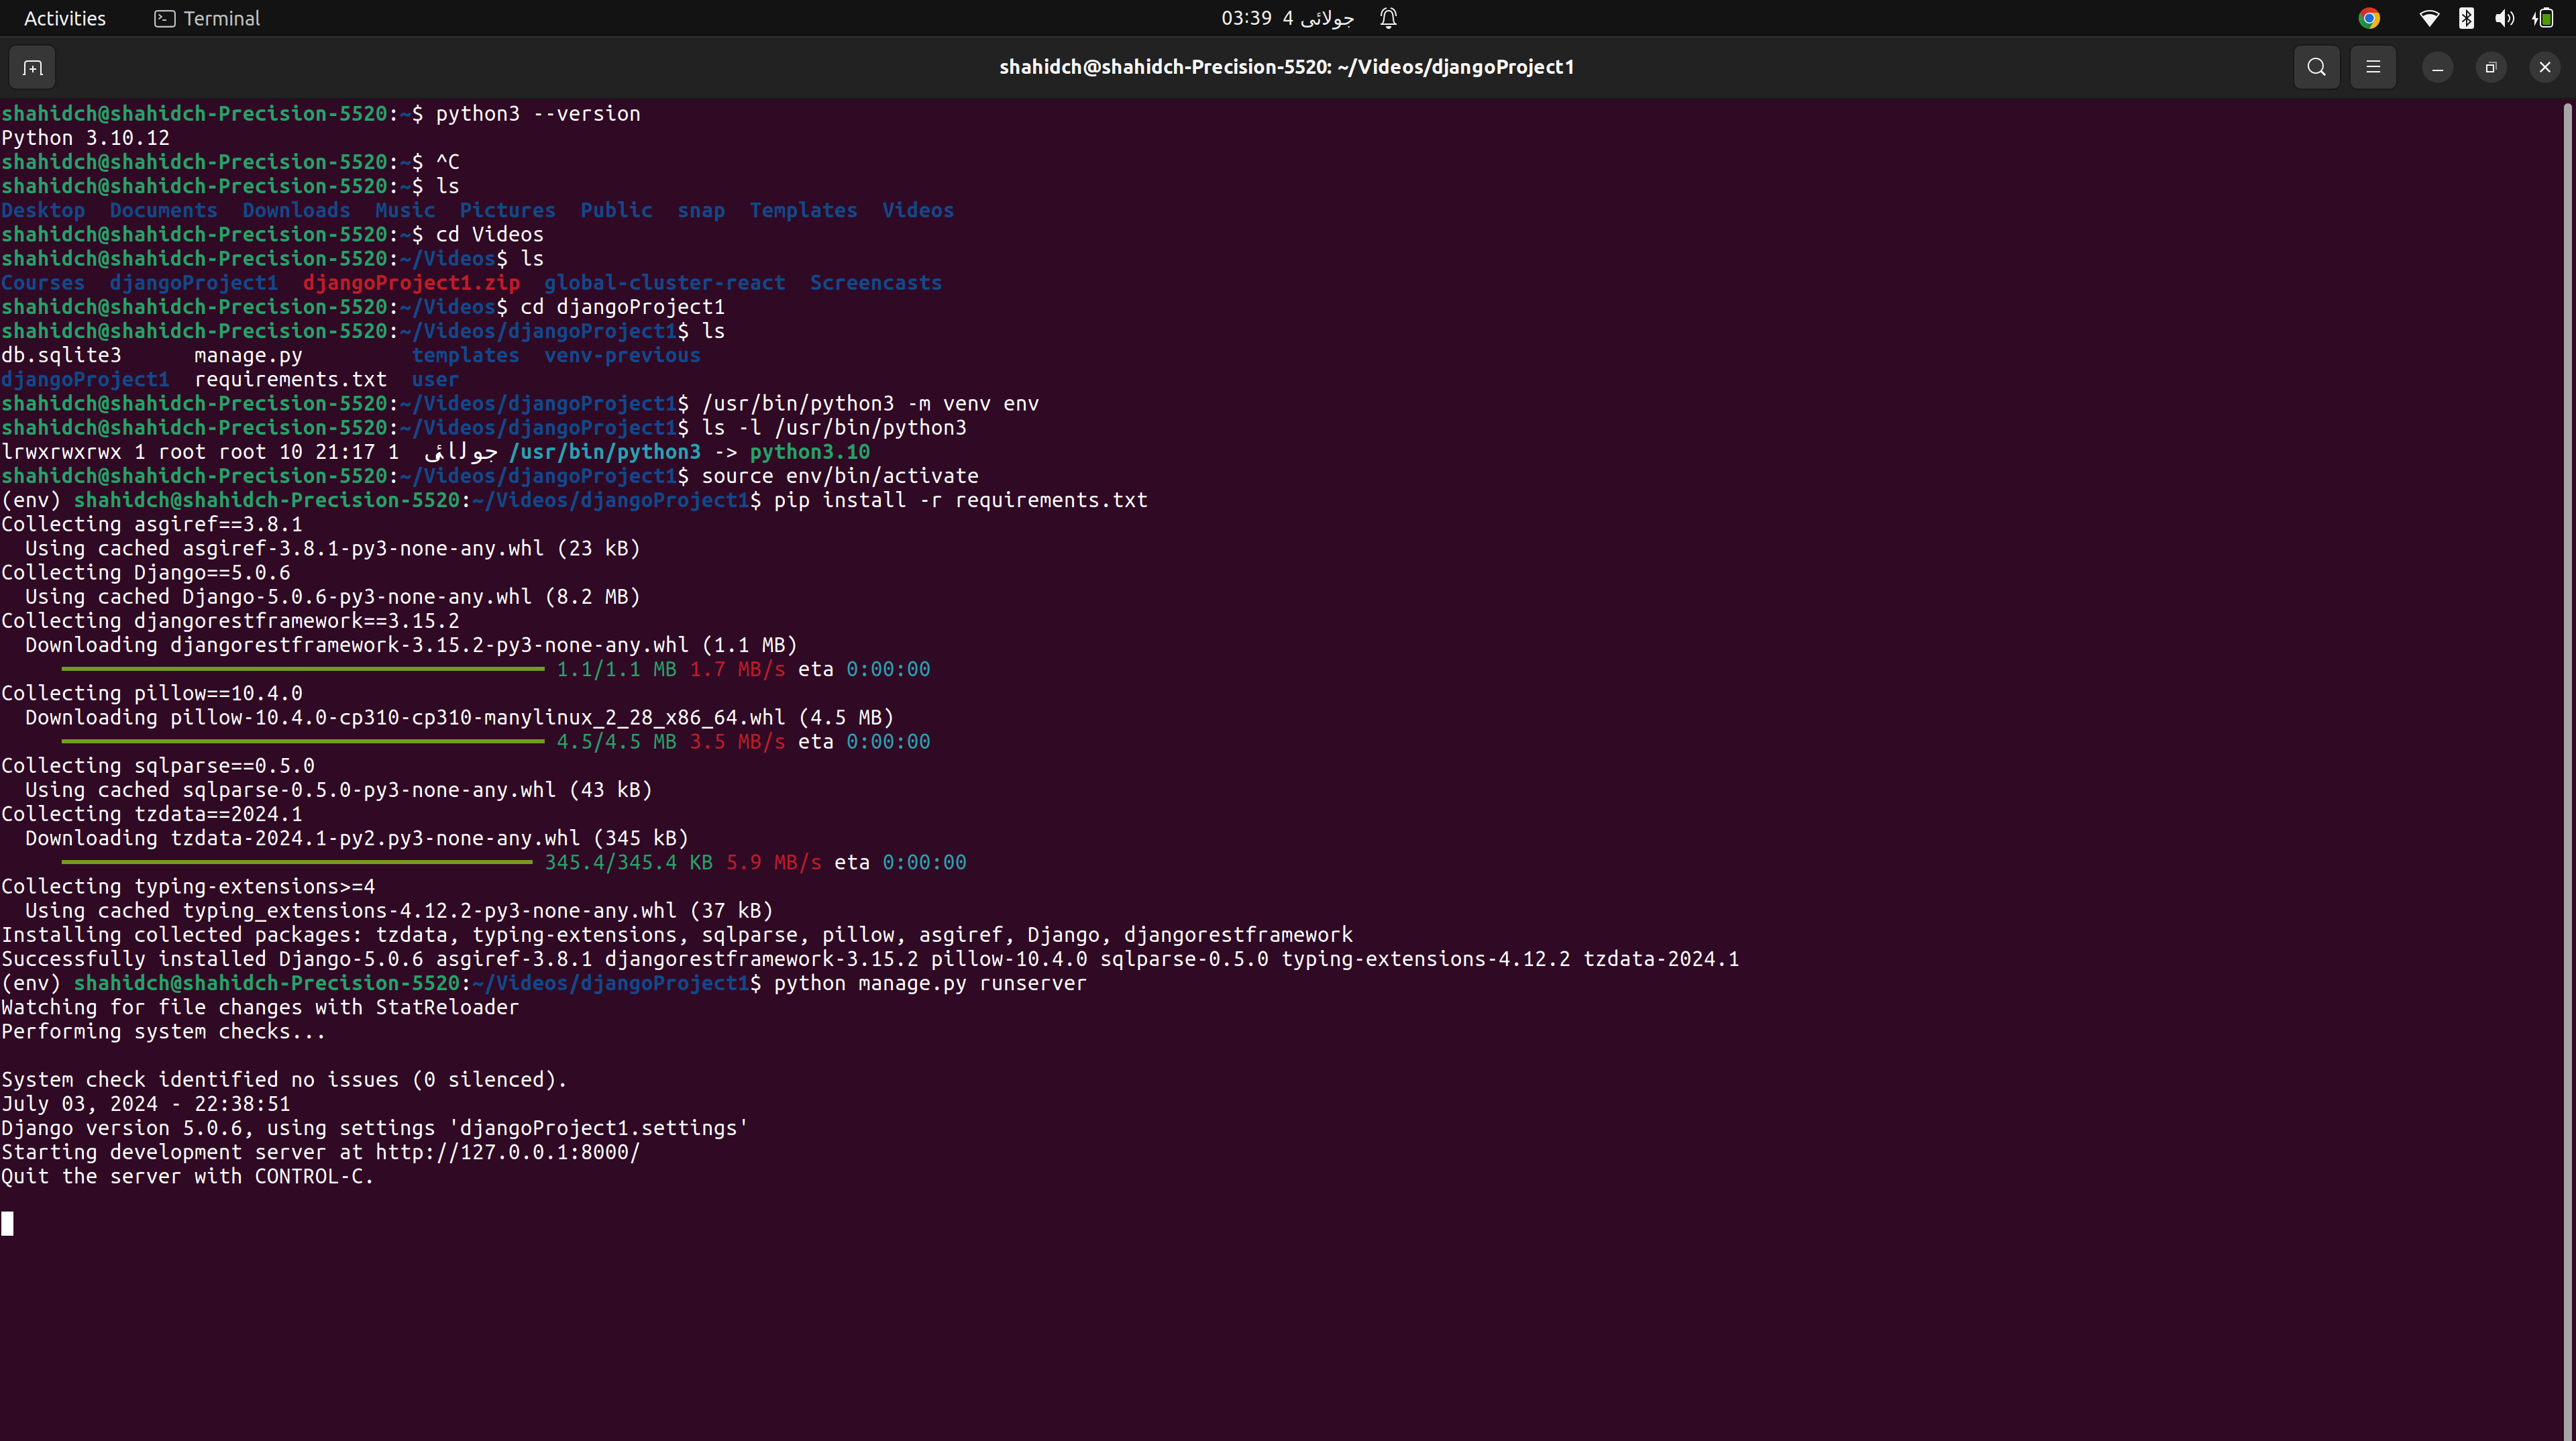 Activities Terminal 03:39 4 جولائی
shahidch@shahidch-Precision-5520: ~/Videos/djangoProject1
shahidch@shahidch-Precision-5520:~$ python3 --version
Python 3.10.12
shahidch@shahidch-Precision-5520:~$ ^C
shahidch@shahidch-Precision-5520:~$ ls
Desktop  Documents  Downloads  Music  Pictures  Public  snap  Templates  Videos
shahidch@shahidch-Precision-5520:~$ cd Videos
shahidch@shahidch-Precision-5520:~/Videos$ ls
Courses  djangoProject1  djangoProject1.zip  global-cluster-react  Screencasts
shahidch@shahidch-Precision-5520:~/Videos$ cd djangoProject1
shahidch@shahidch-Precision-5520:~/Videos/djangoProject1$ ls
db.sqlite3      manage.py         templates  venv-previous
djangoProject1  requirements.txt  user
shahidch@shahidch-Precision-5520:~/Videos/djangoProject1$ /usr/bin/python3 -m venv env
shahidch@shahidch-Precision-5520:~/Videos/djangoProject1$ ls -l /usr/bin/python3
lrwxrwxrwx 1 root root 10 21:17 1  جولائی /usr/bin/python3 -> python3.10
shahidch@shahidch-Precision-5520:~/Videos/djangoProject1$ source env/bin/activate
(env) shahidch@shahidch-Precision-5520:~/Videos/djangoProject1$ pip install -r requirements.txt
Collecting asgiref==3.8.1
  Using cached asgiref-3.8.1-py3-none-any.whl (23 kB)
Collecting Django==5.0.6
  Using cached Django-5.0.6-py3-none-any.whl (8.2 MB)
Collecting djangorestframework==3.15.2
  Downloading djangorestframework-3.15.2-py3-none-any.whl (1.1 MB)
1.1/1.1 MB 1.7 MB/s eta 0:00:00
Collecting pillow==10.4.0
  Downloading pillow-10.4.0-cp310-cp310-manylinux_2_28_x86_64.whl (4.5 MB)
4.5/4.5 MB 3.5 MB/s eta 0:00:00
Collecting sqlparse==0.5.0
  Using cached sqlparse-0.5.0-py3-none-any.whl (43 kB)
Collecting tzdata==2024.1
  Downloading tzdata-2024.1-py2.py3-none-any.whl (345 kB)
345.4/345.4 KB 5.9 MB/s eta 0:00:00
Collecting typing-extensions>=4
  Using cached typing_extensions-4.12.2-py3-none-any.whl (37 kB)
Installing collected packages: tzdata, typing-extensions, sqlparse, pillow, asgiref, Django, djangorestframework
Successfully installed Django-5.0.6 asgiref-3.8.1 djangorestframework-3.15.2 pillow-10.4.0 sqlparse-0.5.0 typing-extensions-4.12.2 tzdata-2024.1
(env) shahidch@shahidch-Precision-5520:~/Videos/djangoProject1$ python manage.py runserver
Watching for file changes with StatReloader
Performing system checks...

System check identified no issues (0 silenced).
July 03, 2024 - 22:38:51
Django version 5.0.6, using settings 'djangoProject1.settings'
Starting development server at http://127.0.0.1:8000/
Quit the server with CONTROL-C.